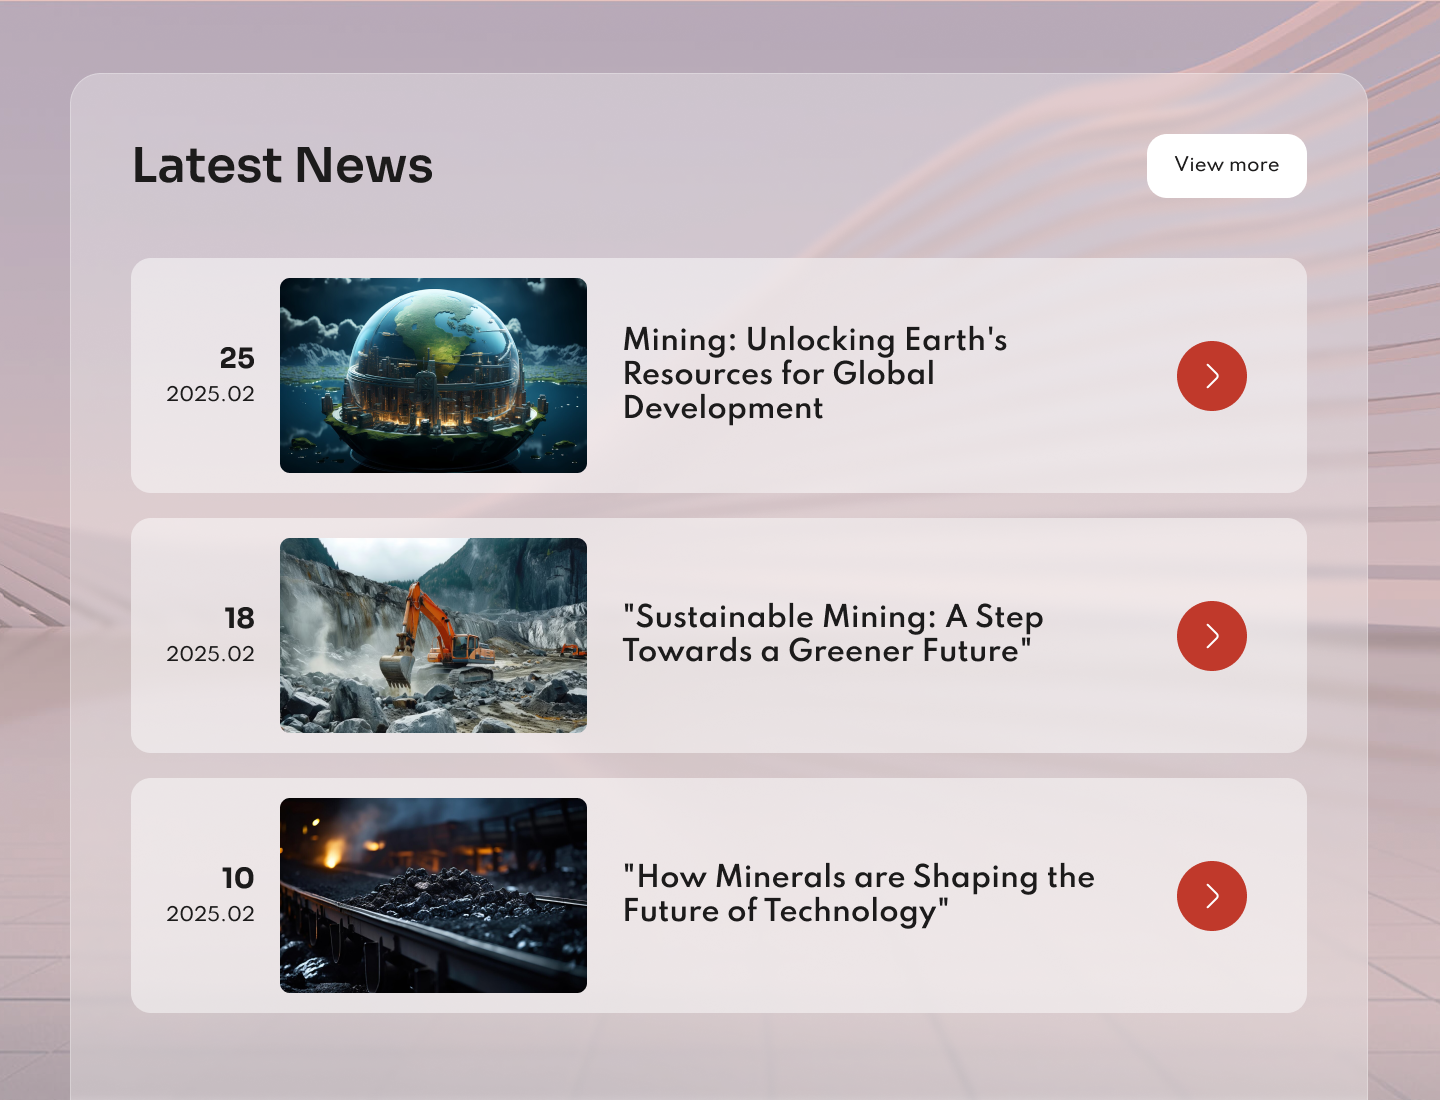 Latest News
View more
25
2025.02
Mining: Unlocking Earth's
Resources for Global
Development
18
2025.02
"Sustainable Mining: A Step
Towards a Greener Future"
10
2025.02
"How Minerals are Shaping the
Future of Technology"